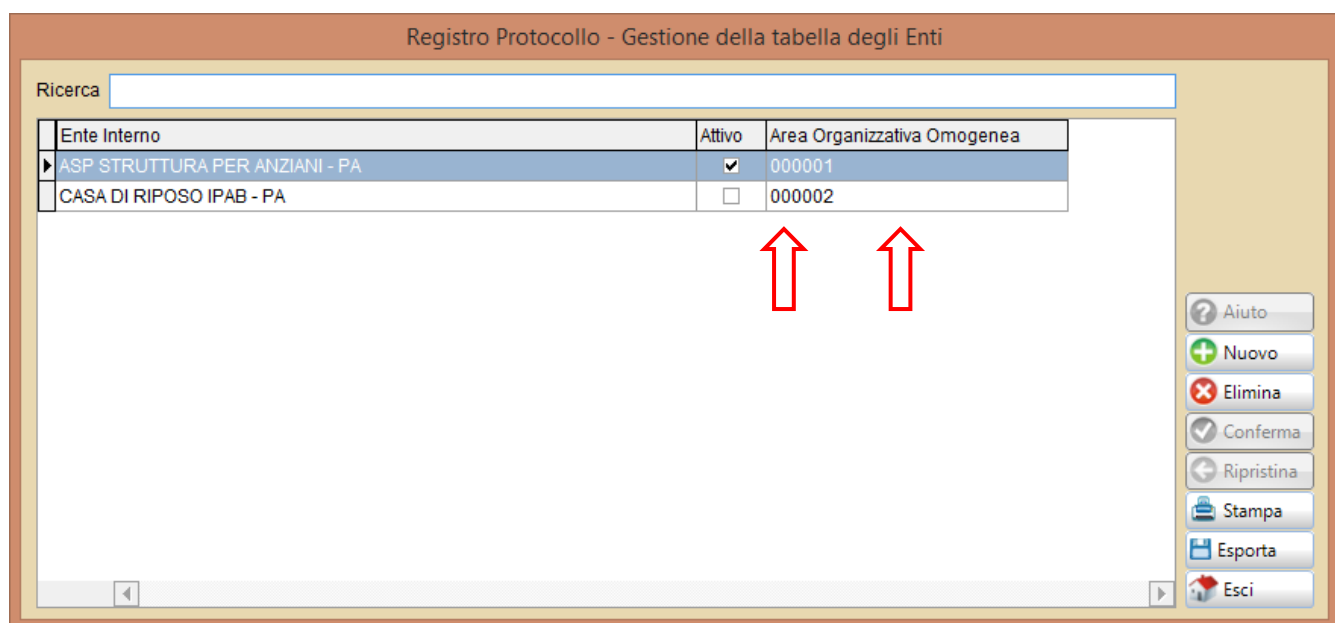 Registro Protocollo - Gestione della tabella degli Enti
Ricerca
Ente Interno Attivo Area Organizzativa Omogenea
ASP STRUTTURA PER ANZIANI - PA 000001
CASA DI RIPOSO IPAB - PA 000002
Aiuto
Nuovo
Elimina
Conferma
Ripristina
Stampa
Esporta
Esci